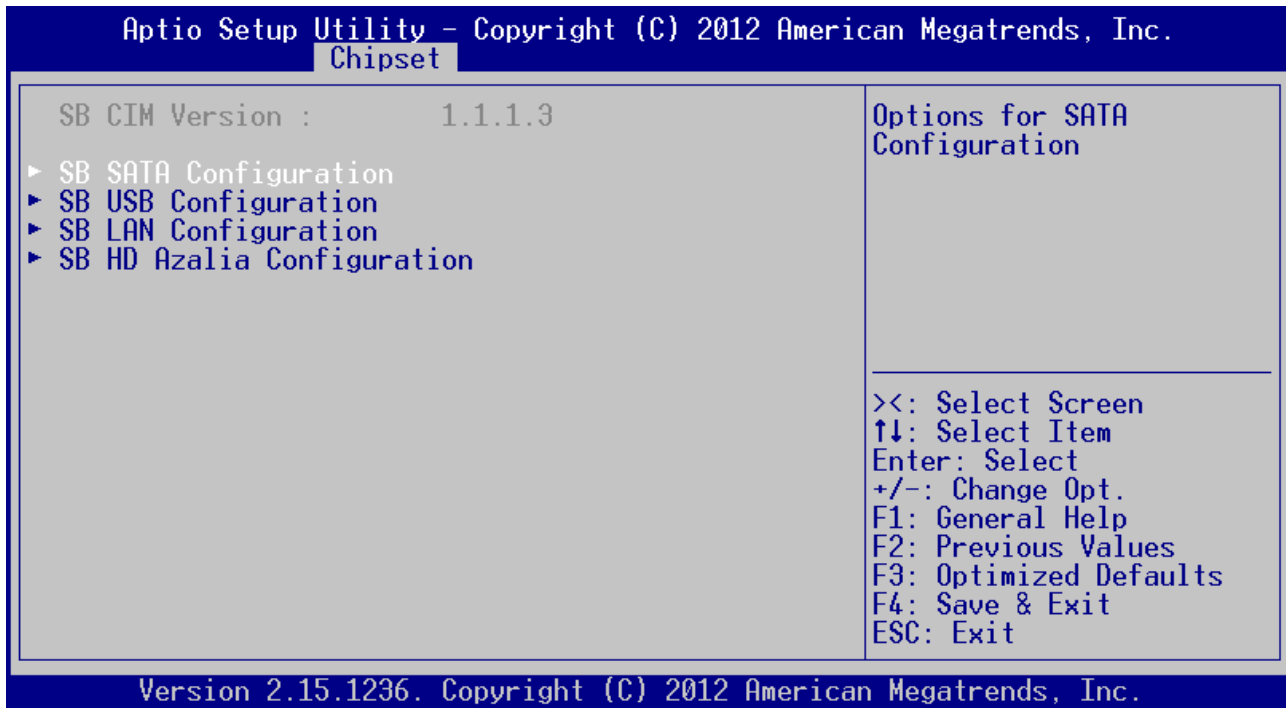 Aptio Setup Utility – Copyright (C) 2012 American Megatrends, Inc.
Chipset
SB CIM Version : 1.1.1.3
► SB SATA Configuration
► SB USB Configuration
► SB LAN Configuration
► SB HD Azalia Configuration
Options for SATA
Configuration
><: Select Screen
↑↓: Select Item
Enter: Select
+/-: Change Opt.
F1: General Help
F2: Previous Values
F3: Optimized Defaults
F4: Save & Exit
ESC: Exit
Version 2.15.1236. Copyright (C) 2012 American Megatrends, Inc.